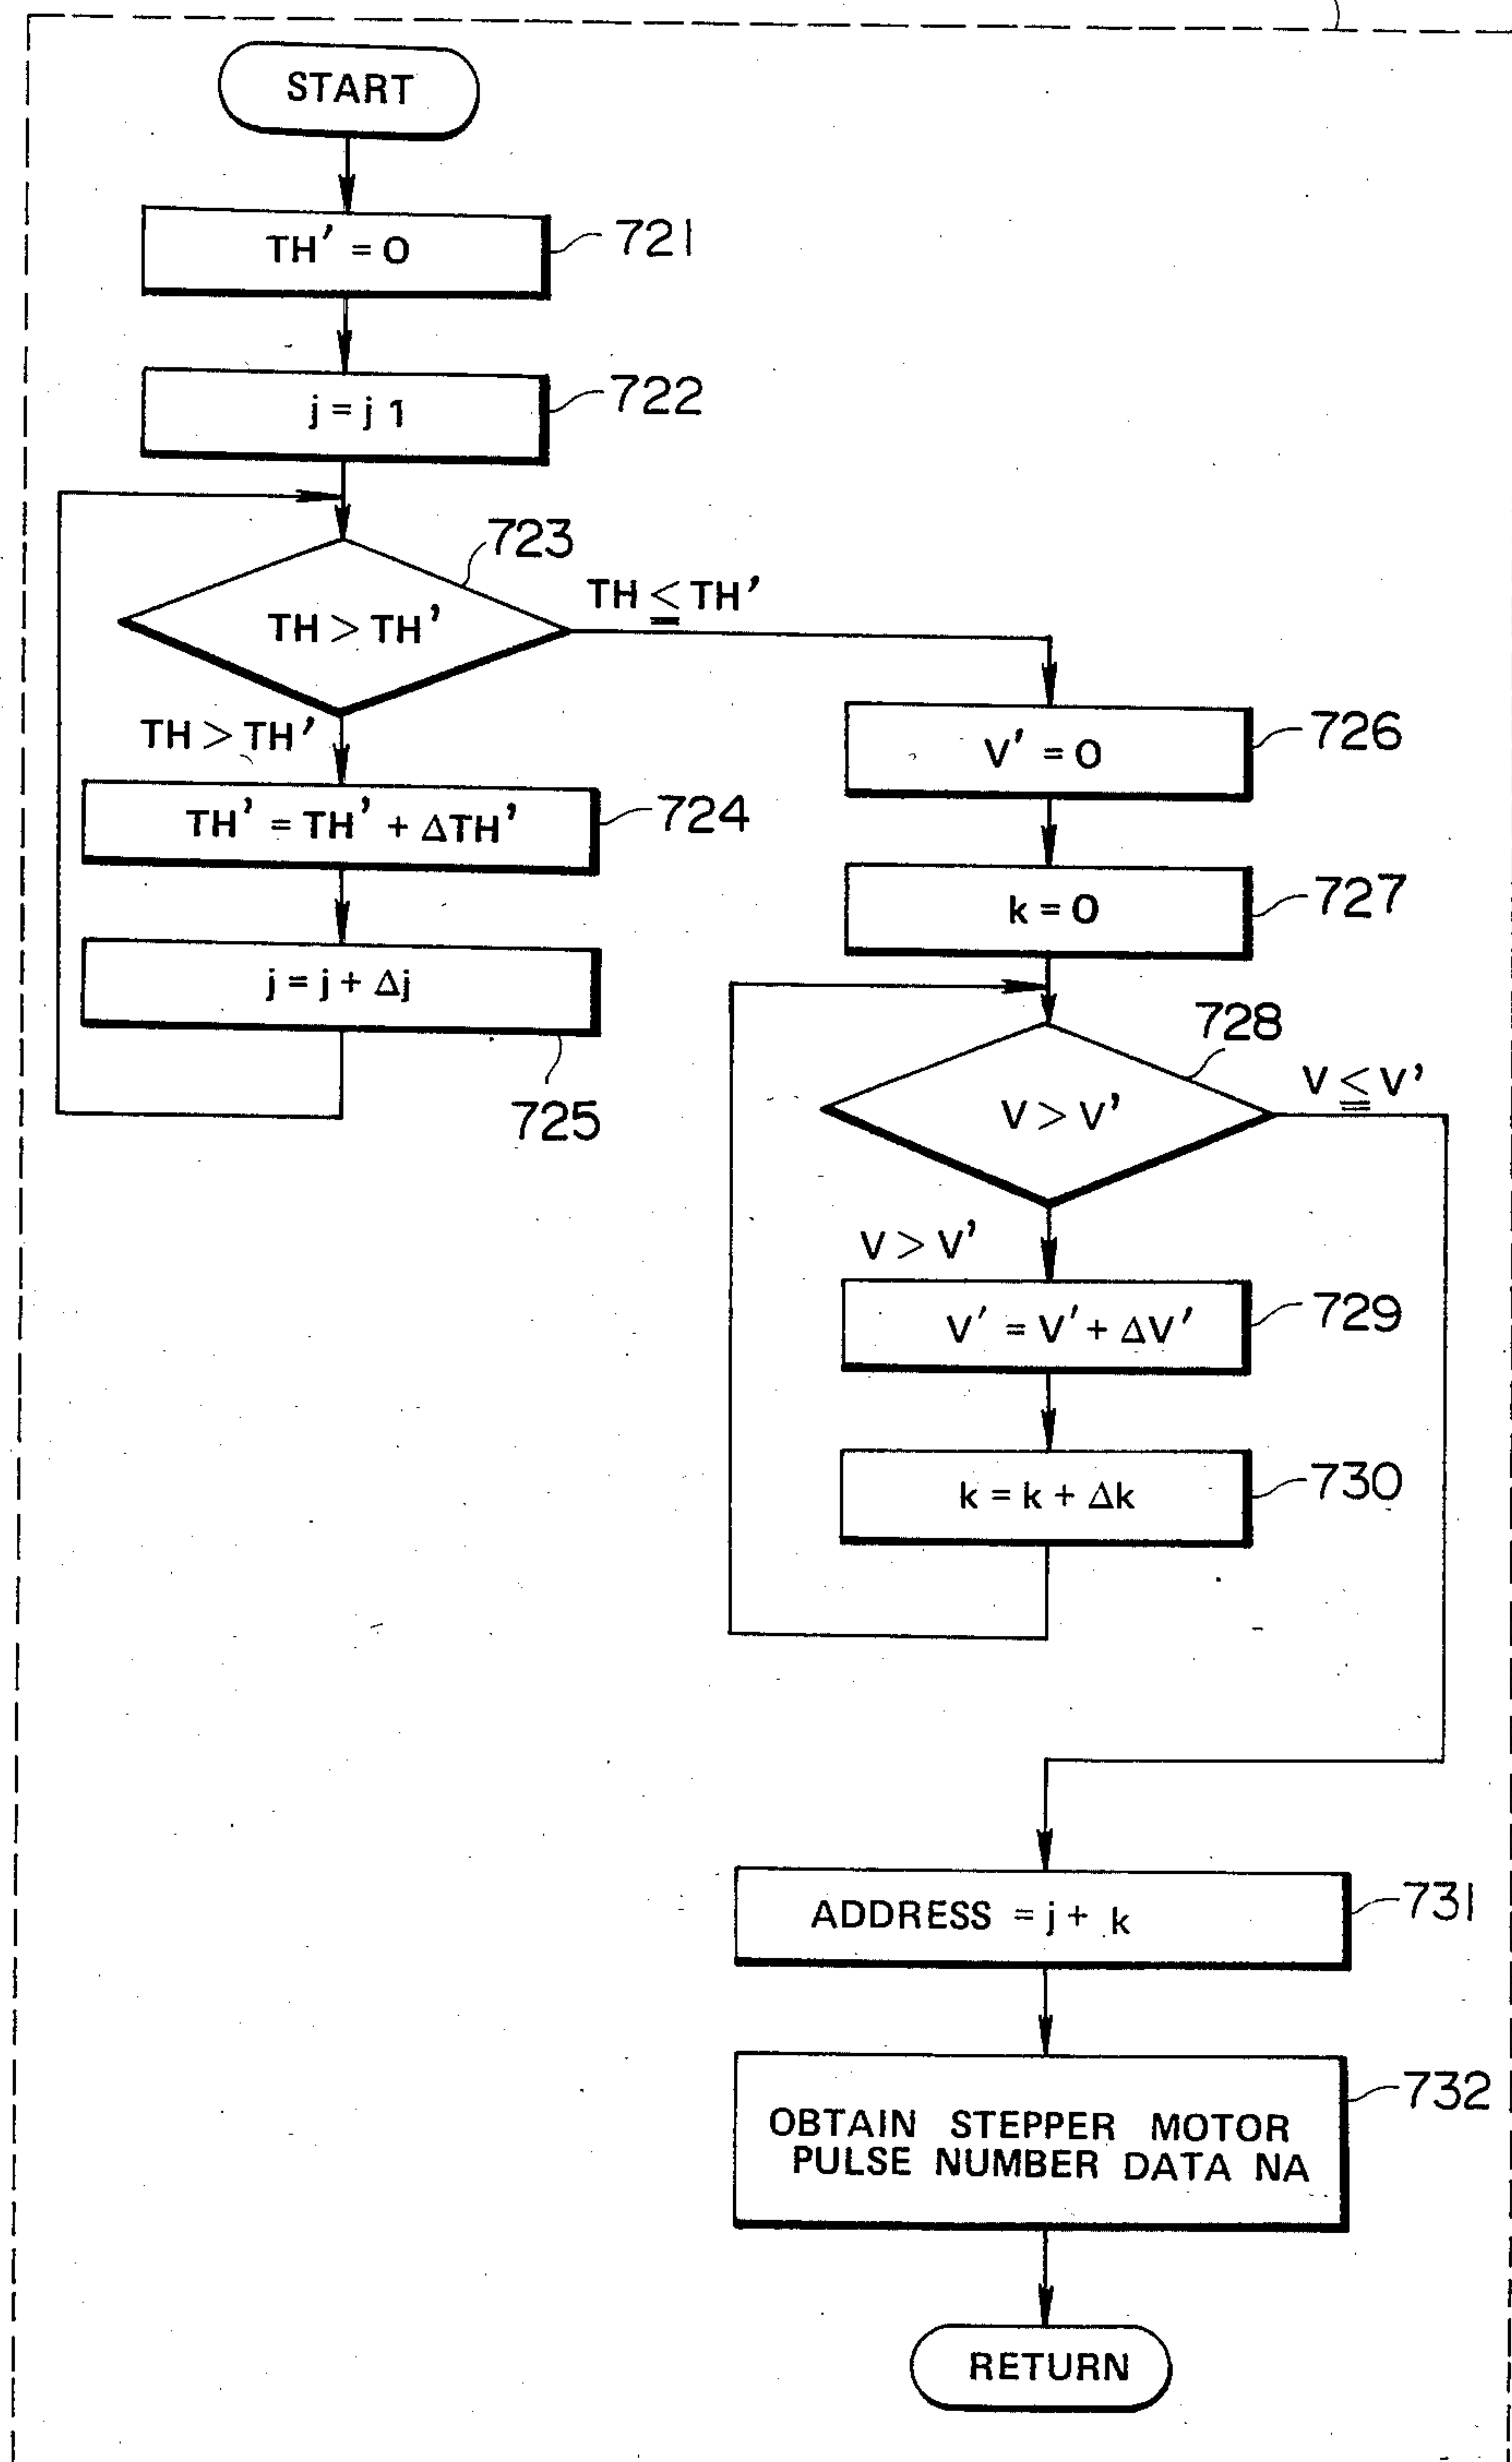 START
TH' = 0
721
j = j 1
722
723
TH > TH'
TH ≦ TH'
TH > TH'
TH' = TH' + ΔTH'
724
j = j + Δj
725
V' = 0
726
k = 0
727
728
V > V'
V ≦ V'
V > V'
V' = V' + ΔV'
729
k = k + Δk
730
ADDRESS = j + k
731
OBTAIN STEPPER MOTOR
PULSE NUMBER DATA NA
732
RETURN